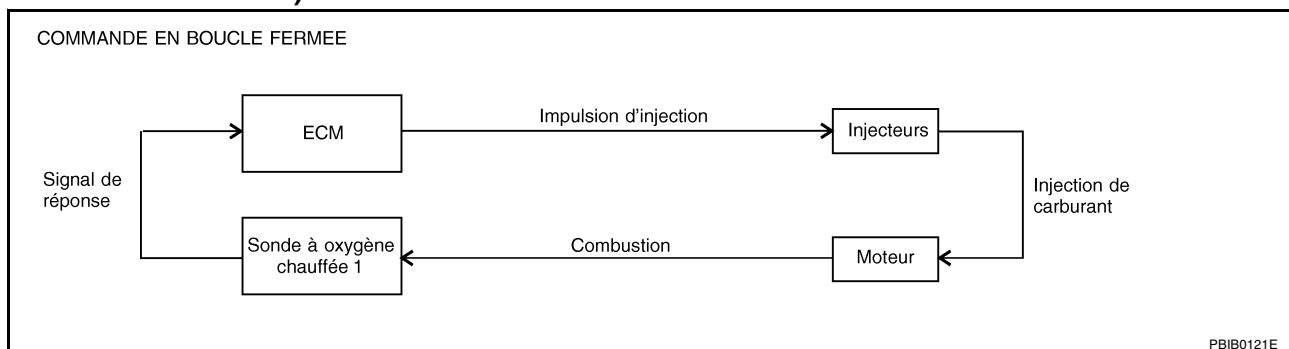 COMMANDE EN BOUCLE FERMEE
ECM
Impulsion d'injection
Injecteurs
Signal de
réponse
Injection de
carburant
Sonde à oxygène
chauffée 1
Combustion
Moteur
PBIB0121E